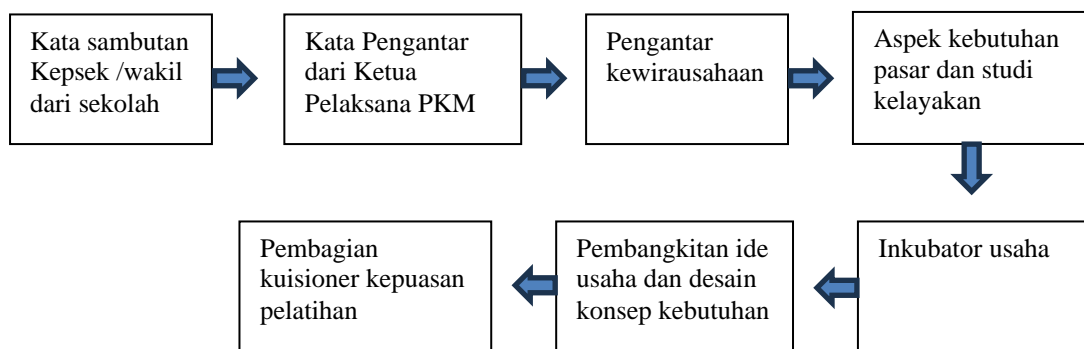 Kata sambutan
Kepsek /wakil
dari sekolah
Kata Pengantar
dari Ketua
Pelaksana PKM
Pengantar
kewirausahaan
Aspek kebutuhan
pasar dan studi
kelayakan
Inkubator usaha
Pembangkitan ide
usaha dan desain
konsep kebutuhan
Pembagian
kuisioner kepuasan
pelatihan